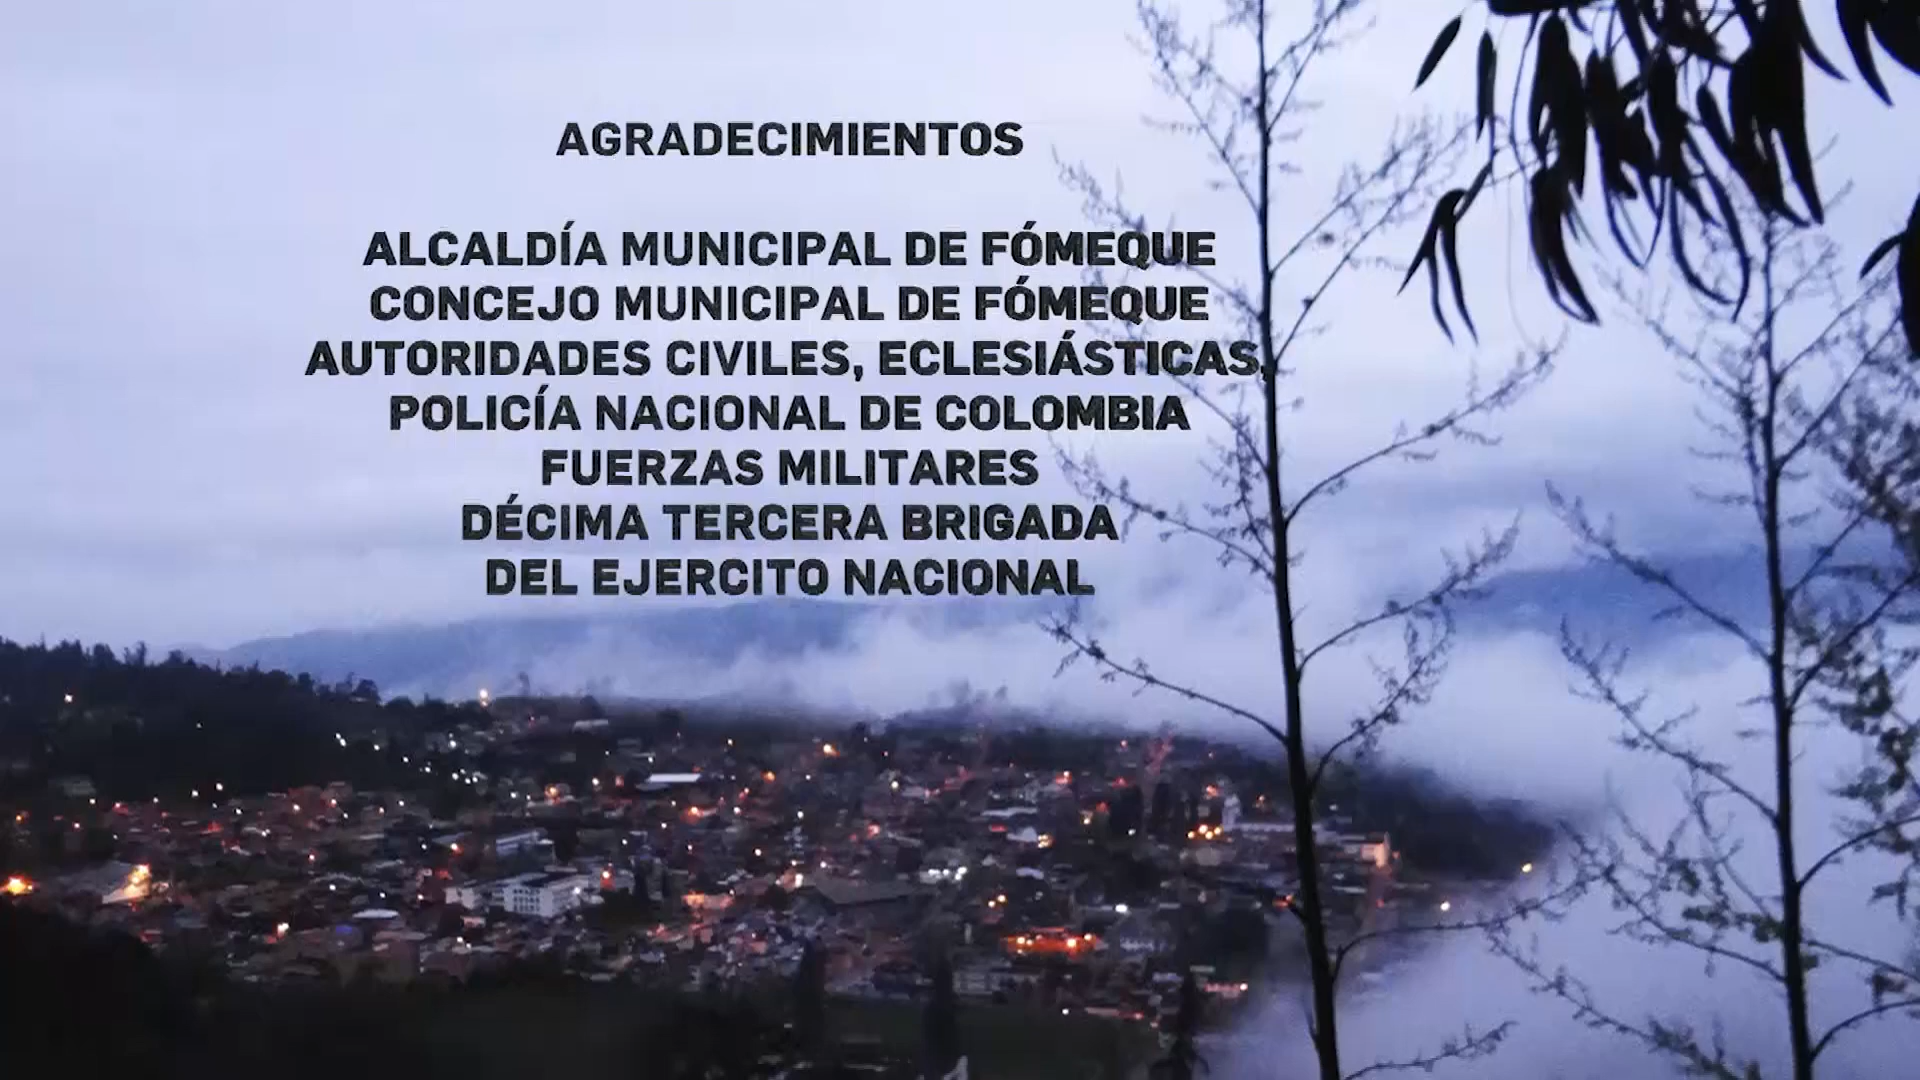 AGRADECIMIENTOS
ALCALDÍA MUNICIPAL DE FÓMEQUE
CONCEJO MUNICIPAL DE FÓMEQUE
AUTORIDADES CIVILES, ECLESIÁSTICAS,
POLICÍA NACIONAL DE COLOMBIA
FUERZAS MILITARES
DÉCIMA TERCERA BRIGADA
DEL EJERCITO NACIONAL